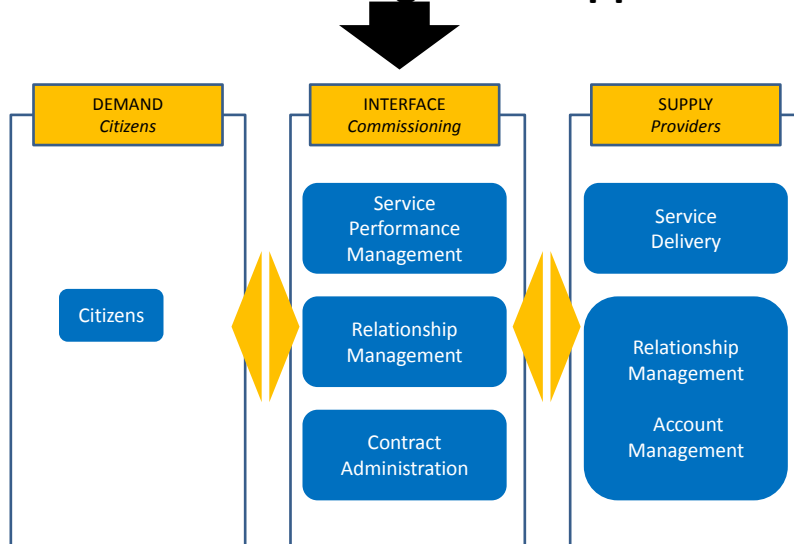 DEMAND
Citizens
INTERFACE
Commissioning
SUPPLY
Providers
Citizens
Service
Performance
Management
Relationship
Management
Contract
Administration
Service
Delivery
Relationship
Management
Account
Management